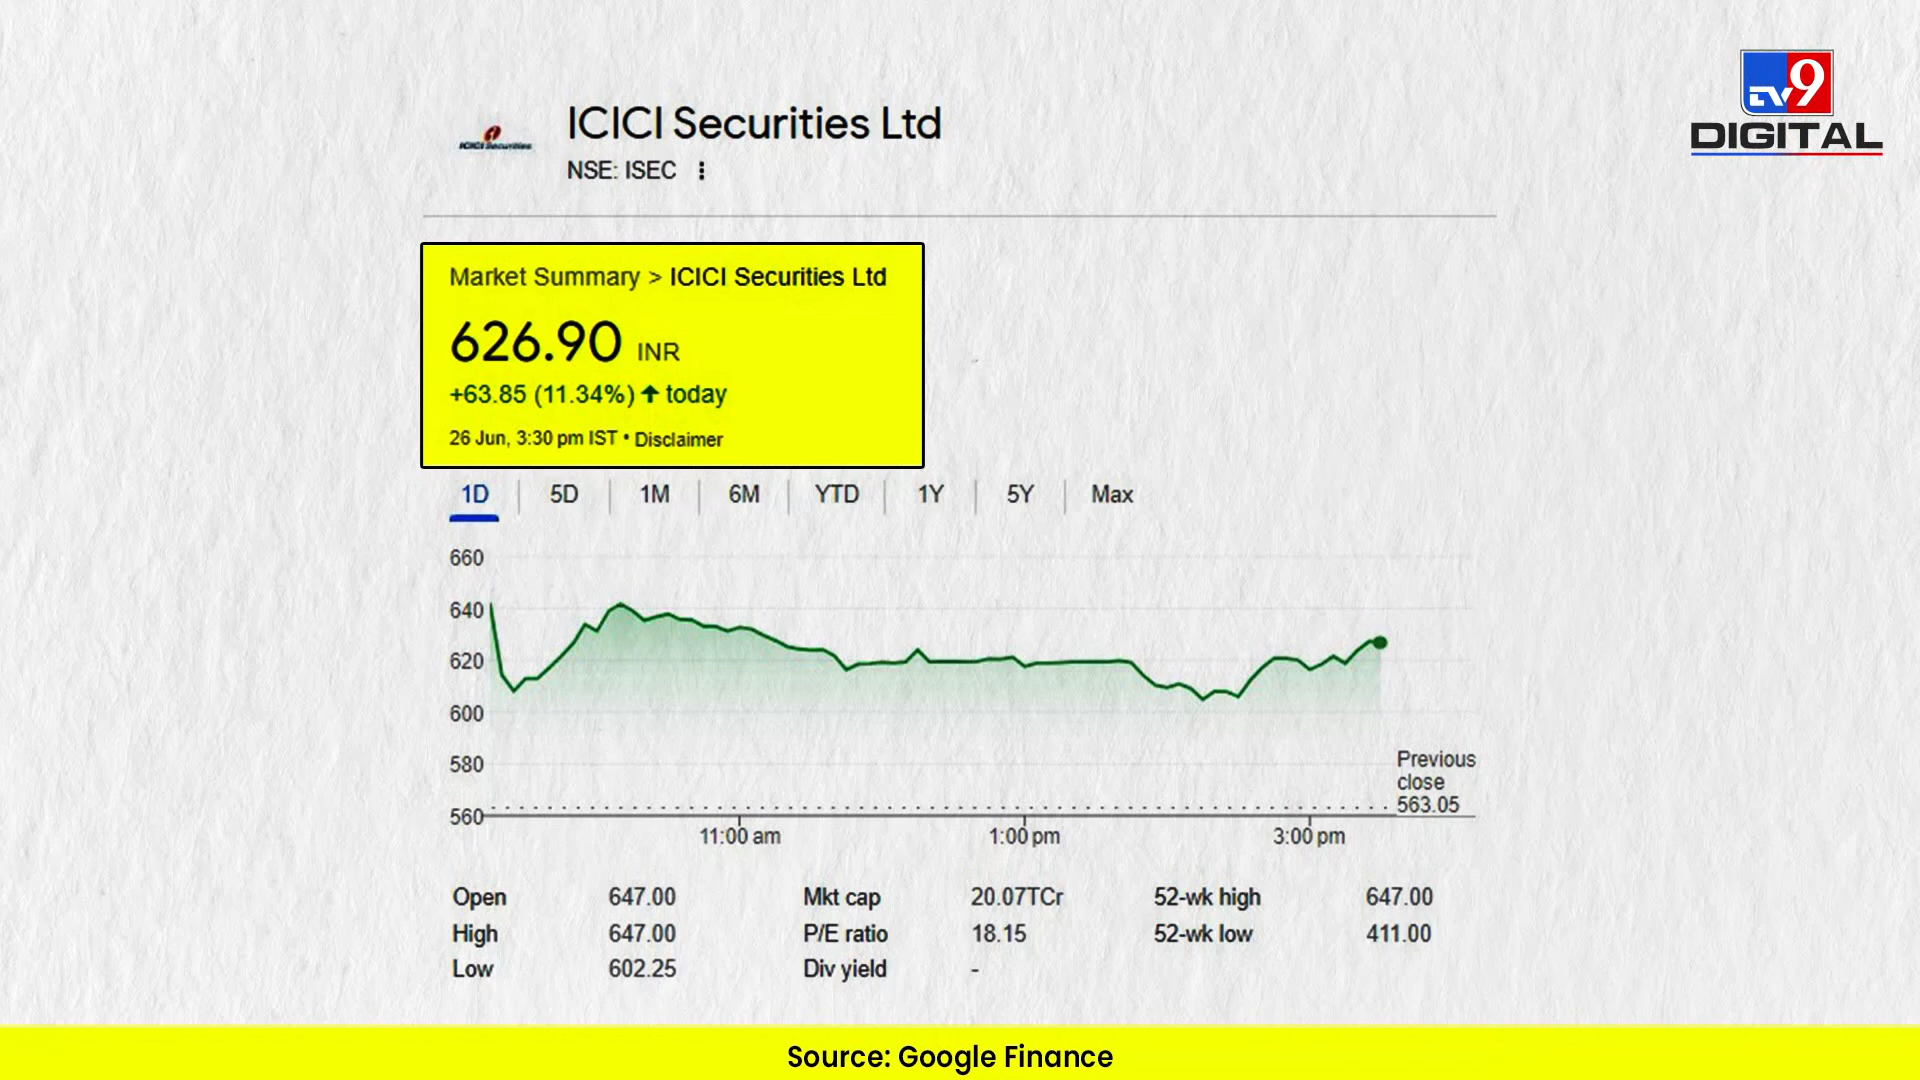 TV9
DIGITAL
ICICI Securities
ICICI Securities Ltd
NSE: ISEC
Market Summary > ICICI Securities Ltd
626.90 INR
+63.85 (11.34%) ↑ today
26 Jun, 3:30 pm IST • Disclaimer
1D 5D 1M 6M YTD 1Y 5Y Max
660
640
620
600
580
560
Previous
close
563.05
11:00 am 1:00 pm 3:00 pm
Open 647.00 Mkt cap 20.07TCr 52-wk high 647.00
High 647.00 P/E ratio 18.15 52-wk low 411.00
Low 602.25 Div yield -
Source: Google Finance